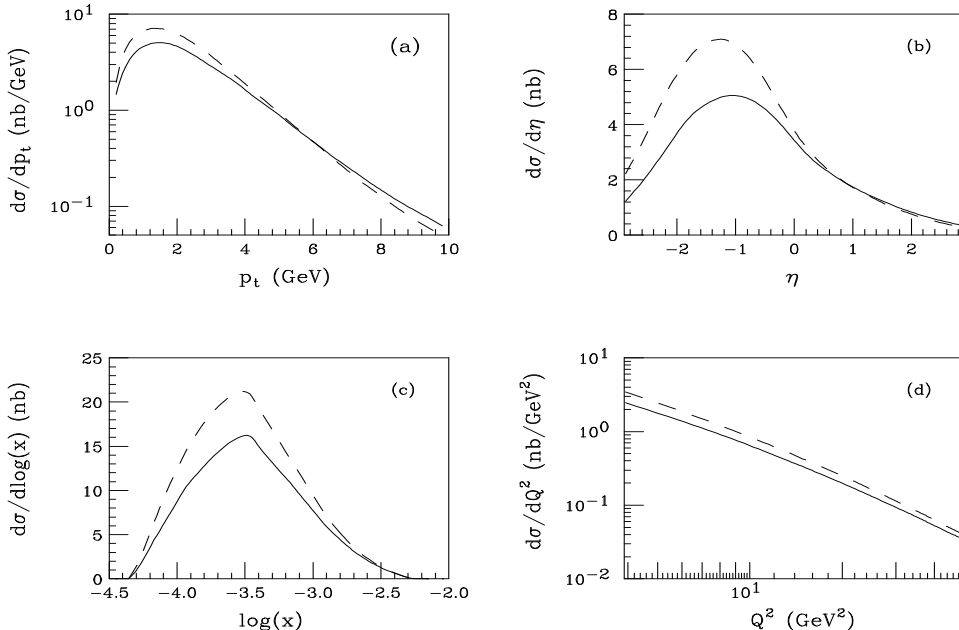 dσ/dp_t (nb/GeV)
10^1
10^0
10^−1
(a)
0 2 4 6 8 10
p_t (GeV)
dσ/dη (nb)
8
6
4
2
0
(b)
−2 −1 0 1 2
η
dσ/dlog(x) (nb)
25
20
15
10
5
0
(c)
−4.5 −4.0 −3.5 −3.0 −2.5 −2.0
log(x)
dσ/dQ^2 (nb/GeV^2)
10^1
10^0
10^−1
10^−2
(d)
10^1
Q^2 (GeV^2)